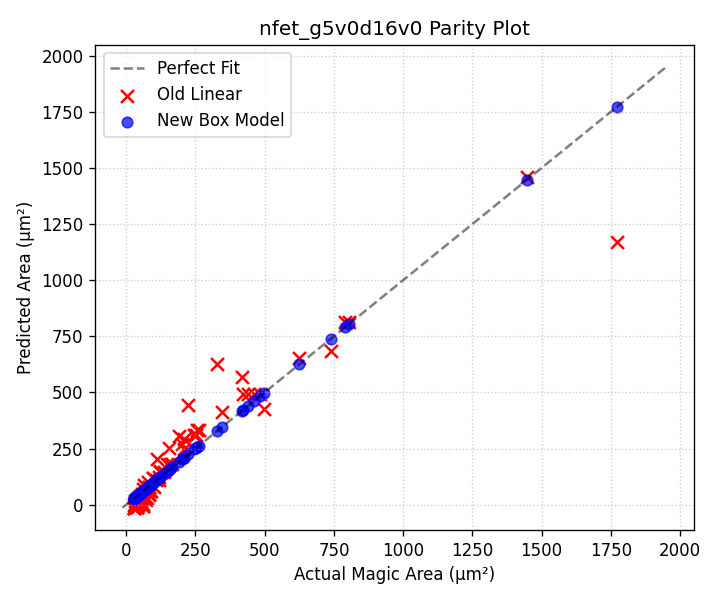 nfet_g5v0d16v0 Parity Plot
Perfect Fit
Old Linear
New Box Model
2000
1750
1500
1250
1000
750
500
250
0
Predicted Area (μm²)
0 250 500 750 1000 1250 1500 1750 2000
Actual Magic Area (μm²)